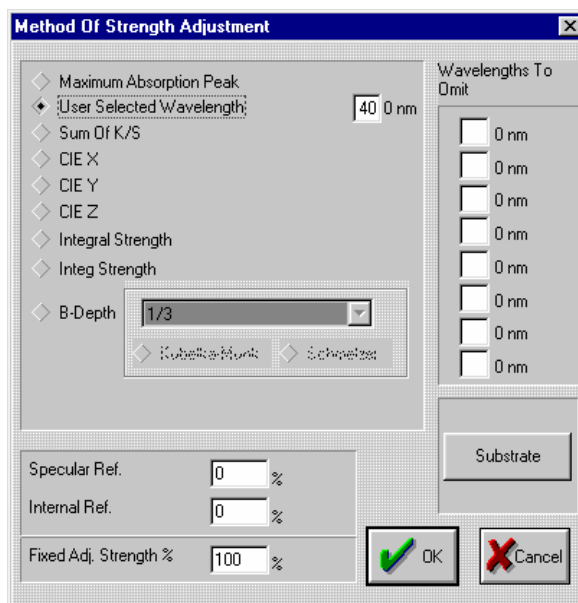 Method Of Strength Adjustment
Maximum Absorption Peak
User Selected Wavelength 40 0 nm
Sum Of K/S
CIE X
CIE Y
CIE Z
Integral Strength
Integ Strength
B-Depth 1/3
Kubelka-Munk Schmelzer
Wavelengths To
Omit
0 nm
0 nm
0 nm
0 nm
0 nm
0 nm
0 nm
0 nm
Substrate
Specular Ref. 0 %
Internal Ref. 0 %
Fixed Adj. Strength % 100 %
OK
Cancel